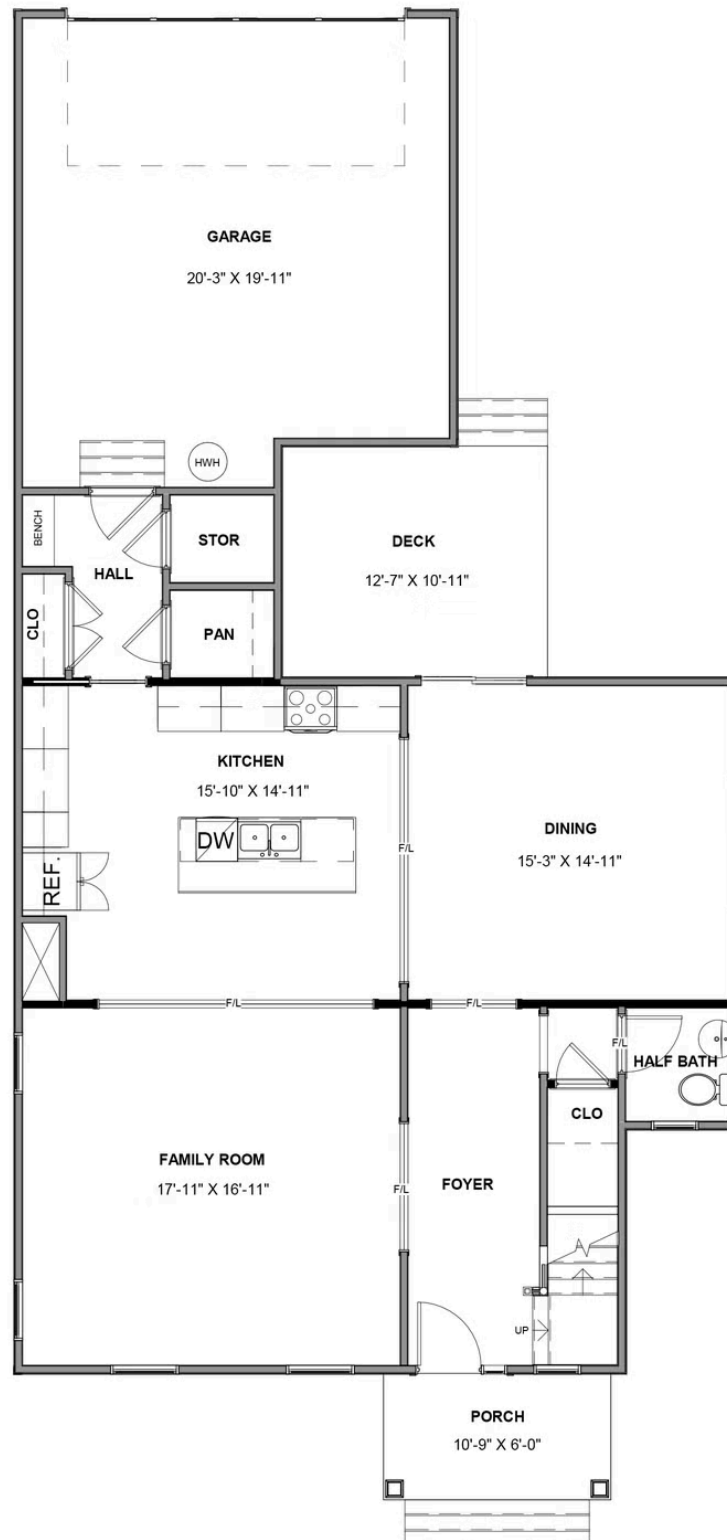 GARAGE
20'-3" X 19'-11"
HWH
BENCH
STOR
HALL
DECK
12'-7" X 10'-11"
CLO
PAN
KITCHEN
15'-10" X 14'-11"
DW
F/L
DINING
15'-3" X 14'-11"
REF.
F/L
F/L
F/L
HALF BATH
CLO
FAMILY ROOM
17'-11" X 16'-11"
F/L
FOYER
UP
PORCH
10'-9" X 6'-0"